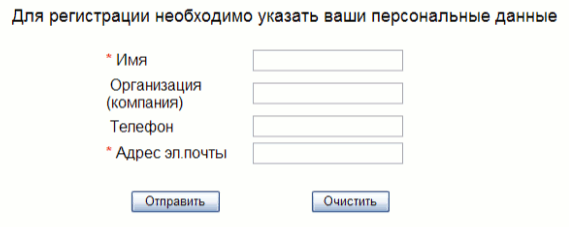 Для регистрации необходимо указать ваши персональные данные
* Имя
Организация
(компания)
Телефон
* Адрес эл.почты
Отправить Очистить